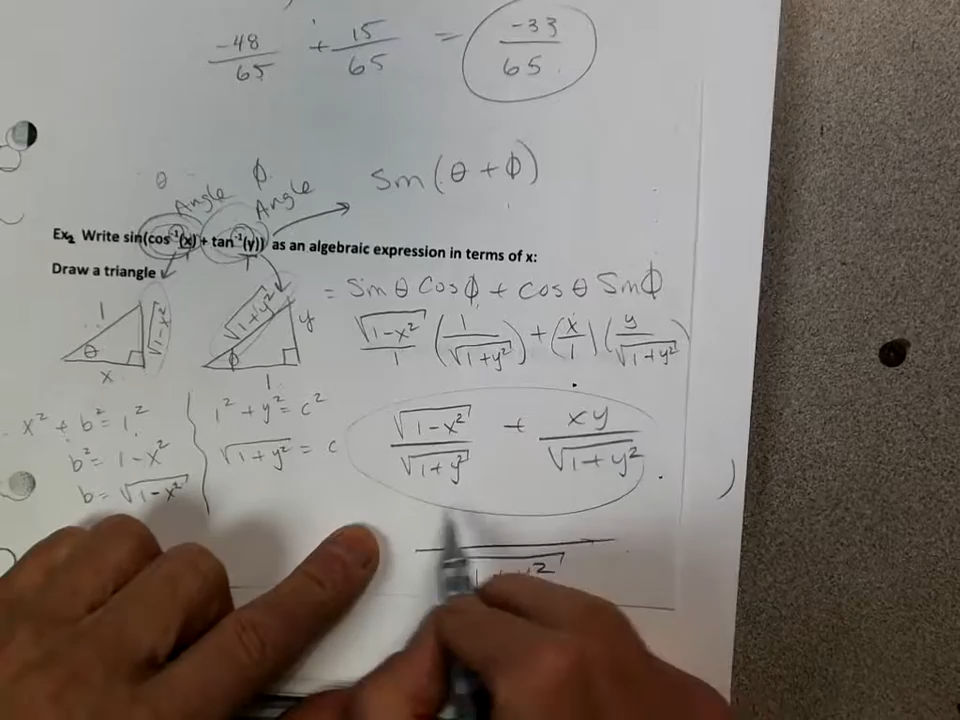 -48/65 + 15/65 = -33/65
θ Angle φ Angle sin(θ + φ)
Ex2 Write sin(cos⁻¹(x) + tan⁻¹(y)) as an algebraic expression in terms of x:
Draw a triangle
= Sin θ Cos φ + cos θ Sin φ
1 √1-x² θ x
√1+y² y φ 1
√1-x²/1 (1/√1+y²) + (x/1)(y/√1+y²)
x² + b² = 1²
b² = 1-x²
b = √1-x²
1² + y² = c²
√1+y² = c
√1-x²/√1+y² + xy/√1+y²